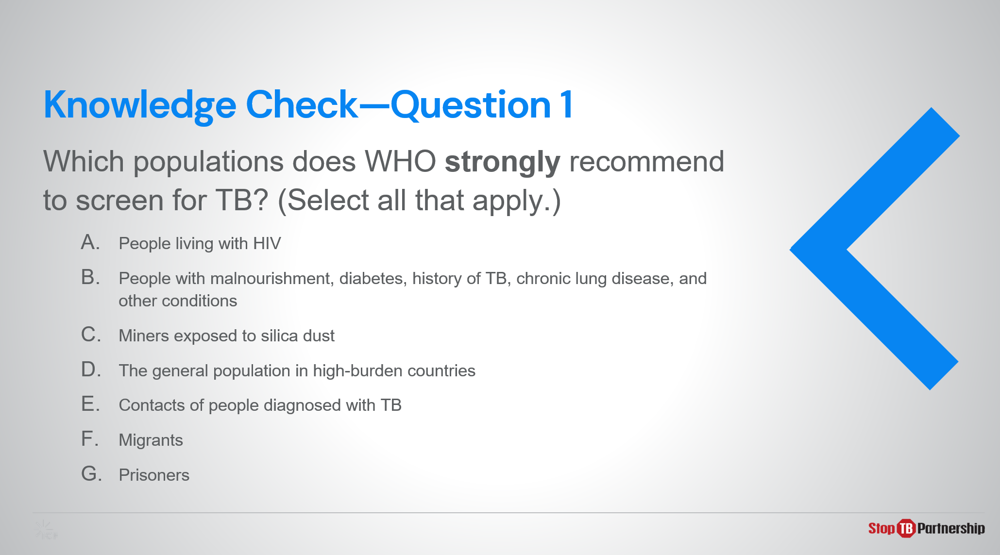 Knowledge Check—Question 1
Which populations does WHO strongly recommend
to screen for TB? (Select all that apply.)
A. People living with HIV
B. People with malnourishment, diabetes, history of TB, chronic lung disease, and
other conditions
C. Miners exposed to silica dust
D. The general population in high-burden countries
E. Contacts of people diagnosed with TB
F. Migrants
G. Prisoners
Stop TB Partnership